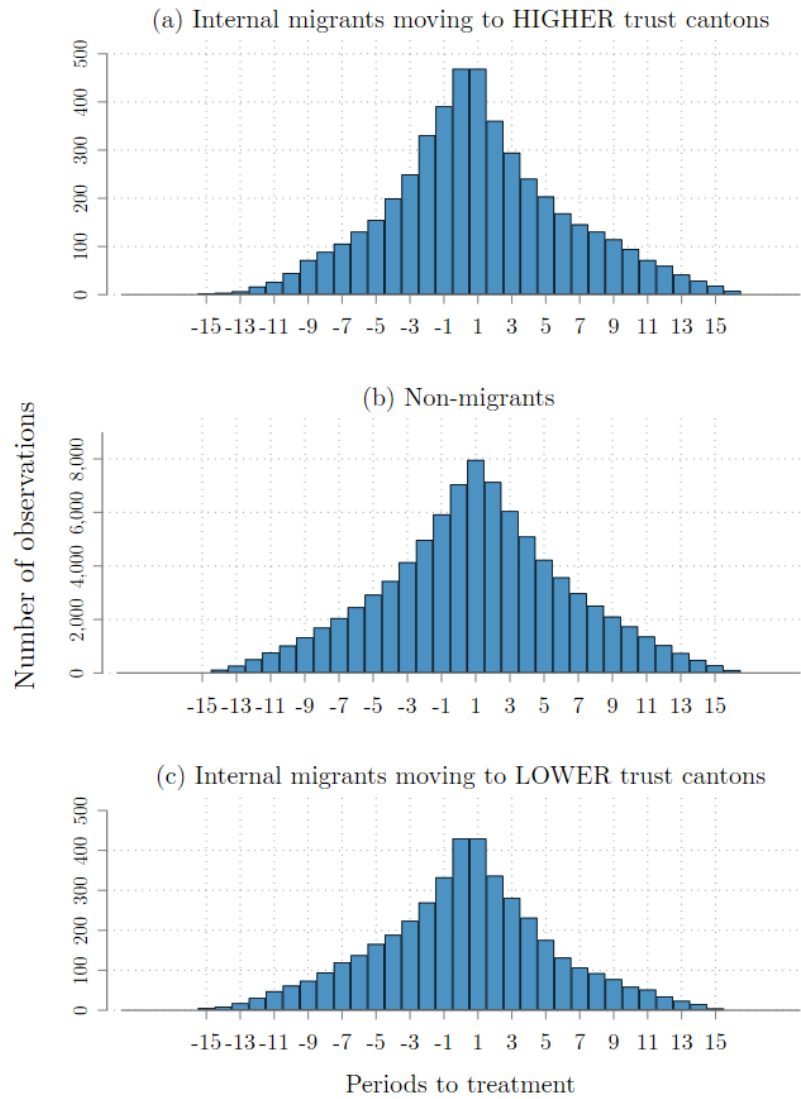 (a) Internal migrants moving to HIGHER trust cantons
500
400
300
200
100
0
-15 -13 -11 -9 -7 -5 -3 -1 1 3 5 7 9 11 13 15
(b) Non-migrants
Number of observations
8,000
6,000
4,000
2,000
0
-15 -13 -11 -9 -7 -5 -3 -1 1 3 5 7 9 11 13 15
(c) Internal migrants moving to LOWER trust cantons
500
400
300
200
100
0
-15 -13 -11 -9 -7 -5 -3 -1 1 3 5 7 9 11 13 15
Periods to treatment